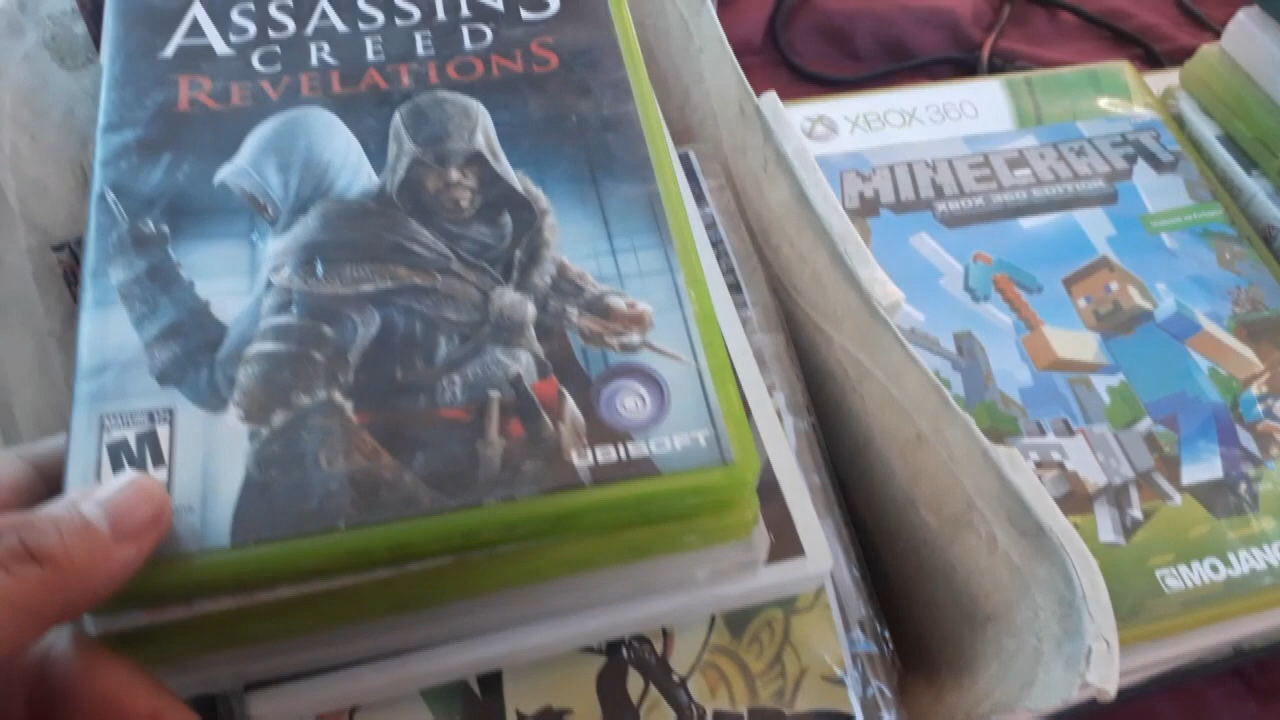 ASSASSIN'S
CREED
REVELATIONS
MATURE 17+
M
UBISOFT
XBOX 360
MINECRAFT
XBOX 360 EDITION
MOJANG